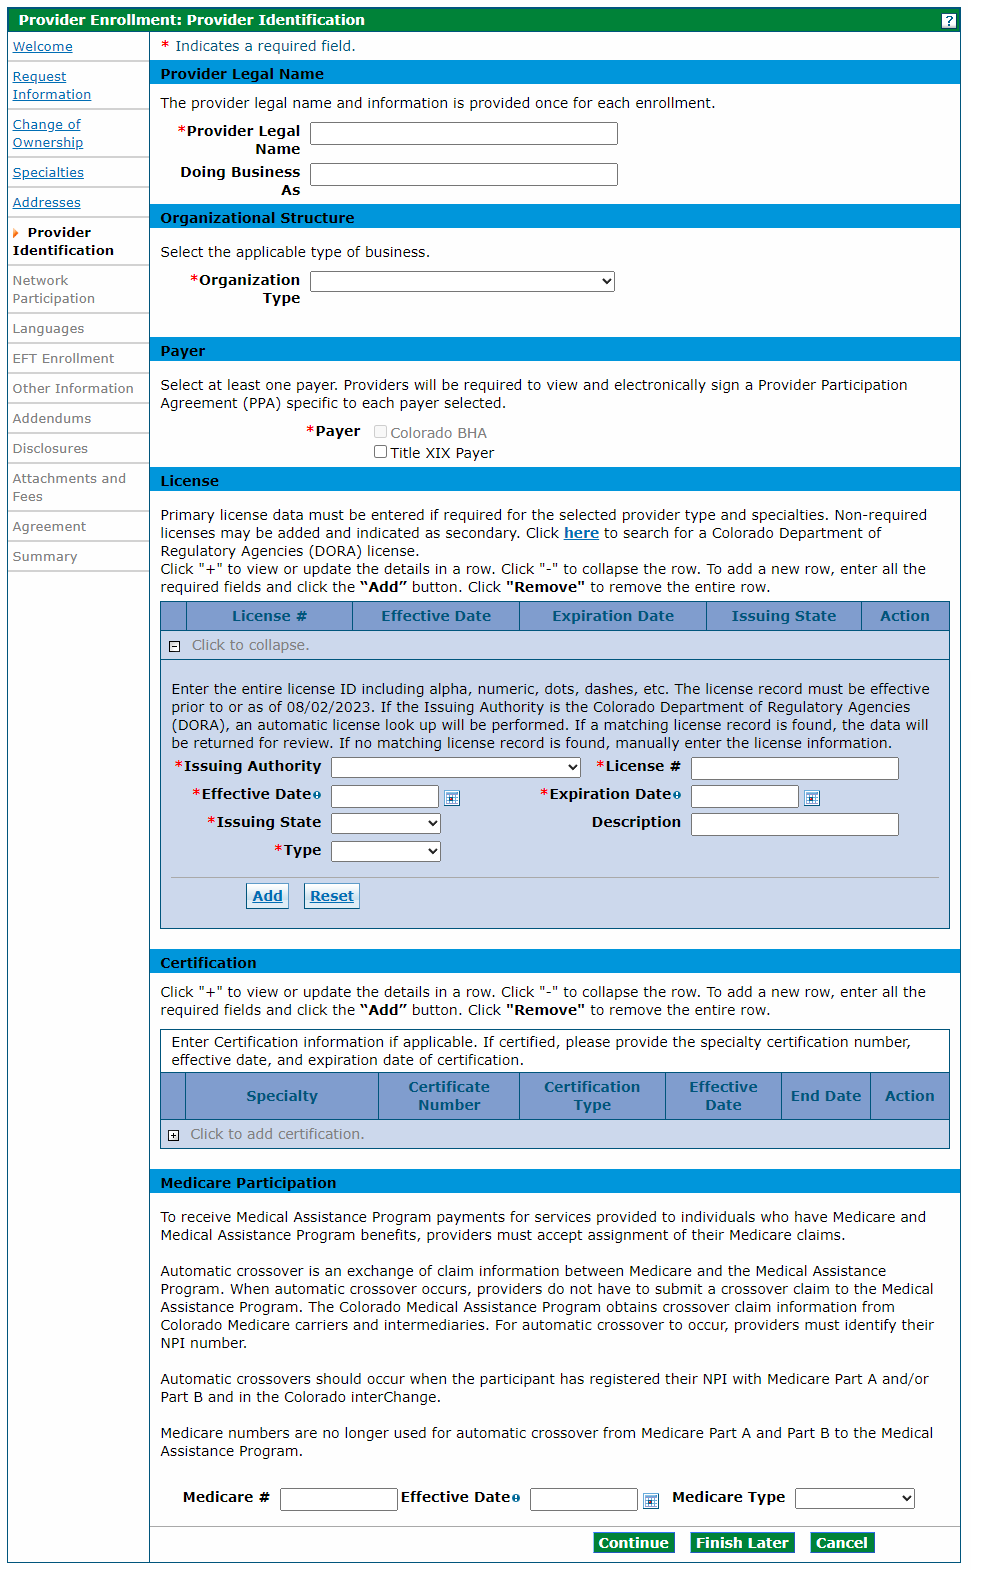 Provider Enrollment: Provider Identification
?
Welcome
Request
Information
Change of
Ownership
Specialties
Addresses
Provider
Identification
Network
Participation
Languages
EFT Enrollment
Other Information
Addendums
Disclosures
Attachments and
Fees
Agreement
Summary
* Indicates a required field.
Provider Legal Name
The provider legal name and information is provided once for each enrollment.
*Provider Legal
Name
Doing Business
As
Organizational Structure
Select the applicable type of business.
*Organization
Type
Payer
Select at least one payer. Providers will be required to view and electronically sign a Provider Participation
Agreement (PPA) specific to each payer selected.
*Payer Colorado BHA
Title XIX Payer
License
Primary license data must be entered if required for the selected provider type and specialties. Non-required
licenses may be added and indicated as secondary. Click here to search for a Colorado Department of
Regulatory Agencies (DORA) license.
Click "+" to view or update the details in a row. Click "-" to collapse the row. To add a new row, enter all the
required fields and click the “Add” button. Click "Remove" to remove the entire row.
License # Effective Date Expiration Date Issuing State Action
Click to collapse.
Enter the entire license ID including alpha, numeric, dots, dashes, etc. The license record must be effective
prior to or as of 08/02/2023. If the Issuing Authority is the Colorado Department of Regulatory Agencies
(DORA), an automatic license look up will be performed. If a matching license record is found, the data will
be returned for review. If no matching license record is found, manually enter the license information.
*Issuing Authority *License #
*Effective Date *Expiration Date
*Issuing State Description
*Type
Add Reset
Certification
Click "+" to view or update the details in a row. Click "-" to collapse the row. To add a new row, enter all the
required fields and click the “Add” button. Click "Remove" to remove the entire row.
Enter Certification information if applicable. If certified, please provide the specialty certification number,
effective date, and expiration date of certification.
Specialty Certificate Number Certification Type Effective Date End Date Action
Click to add certification.
Medicare Participation
To receive Medical Assistance Program payments for services provided to individuals who have Medicare and
Medical Assistance Program benefits, providers must accept assignment of their Medicare claims.
Automatic crossover is an exchange of claim information between Medicare and the Medical Assistance
Program. When automatic crossover occurs, providers do not have to submit a crossover claim to the Medical
Assistance Program. The Colorado Medical Assistance Program obtains crossover claim information from
Colorado Medicare carriers and intermediaries. For automatic crossover to occur, providers must identify their
NPI number.
Automatic crossovers should occur when the participant has registered their NPI with Medicare Part A and/or
Part B and in the Colorado interChange.
Medicare numbers are no longer used for automatic crossover from Medicare Part A and Part B to the Medical
Assistance Program.
Medicare # Effective Date Medicare Type
Continue Finish Later Cancel